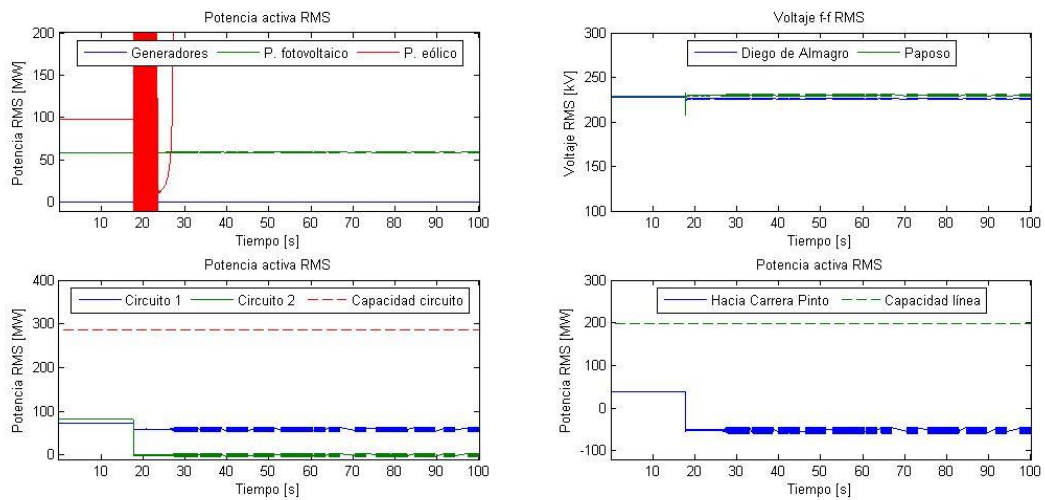 Potencia activa RMS
Generadores P. fotovoltaico P. eólico
Potencia RMS [MW]
200
150
100
50
0
10 20 30 40 50 60 70 80 90 100
Tiempo [s]
Voltaje f-f RMS
Diego de Almagro Paposo
Voltaje RMS [kV]
300
250
200
150
100
10 20 30 40 50 60 70 80 90 100
Tiempo [s]
Potencia activa RMS
Circuito 1 Circuito 2 Capacidad circuito
Potencia RMS [MW]
400
300
200
100
0
10 20 30 40 50 60 70 80 90 100
Tiempo [s]
Potencia activa RMS
Hacia Carrera Pinto Capacidad línea
Potencia RMS [MW]
300
200
100
0
-100
10 20 30 40 50 60 70 80 90 100
Tiempo [s]